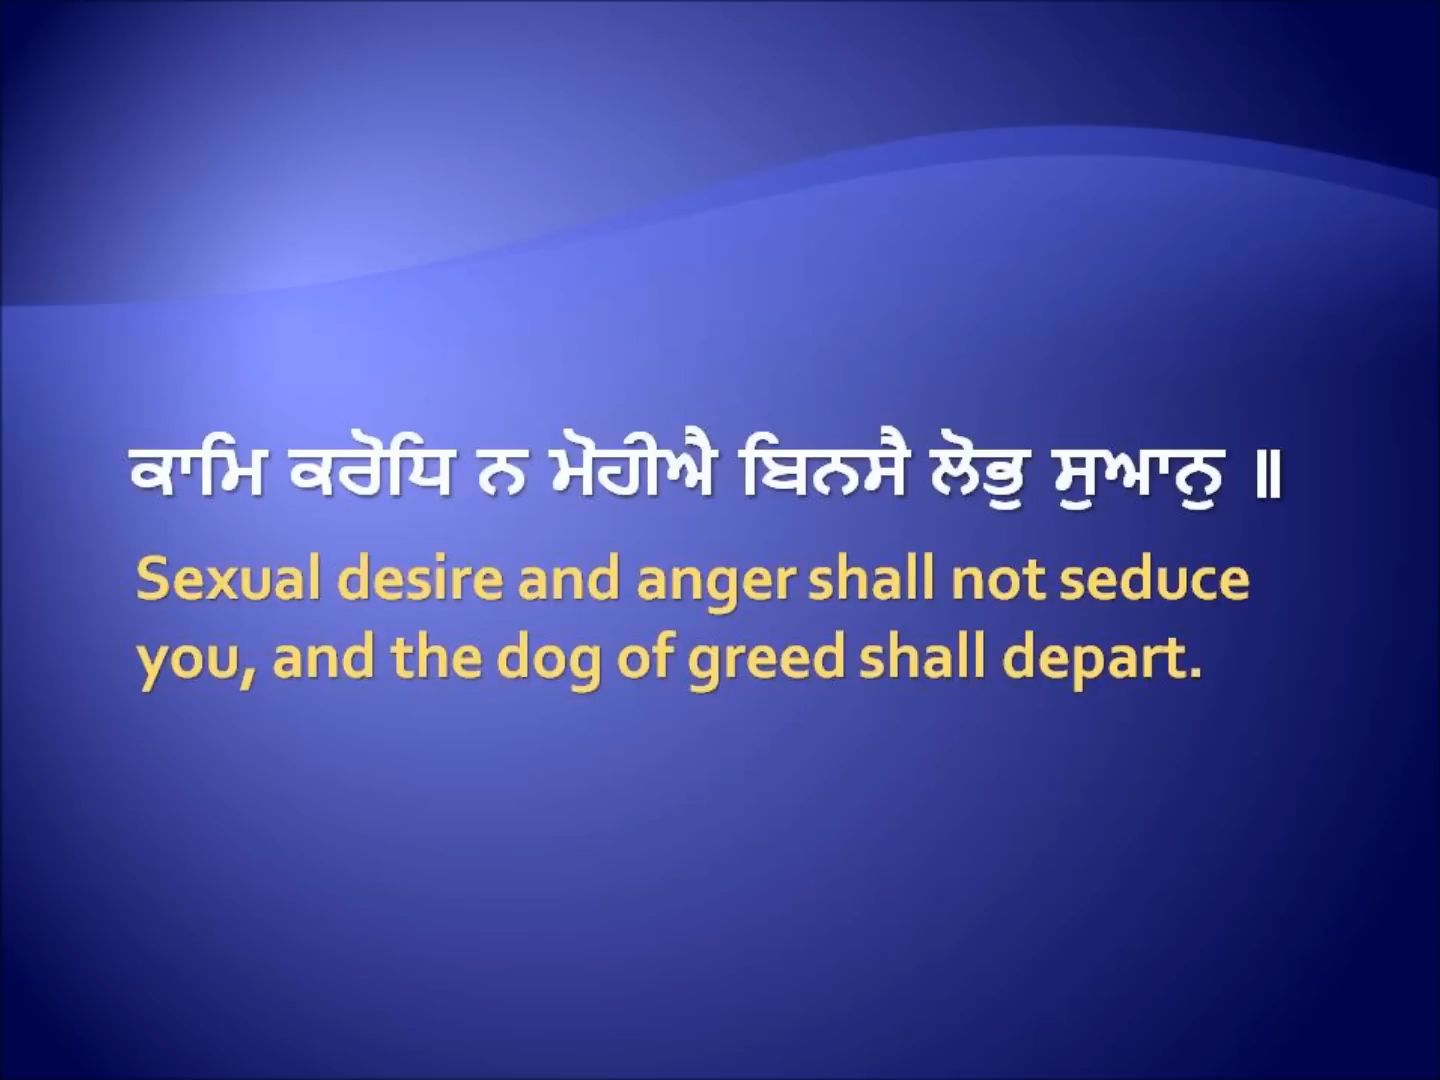 ਕਾਮਿ ਕਰੋਧਿ ਨ ਮੋਹੀਐ ਬਿਨਸੈ ਲੋਭੁ ਸੁਆਨੁ ॥
Sexual desire and anger shall not seduce
you, and the dog of greed shall depart.